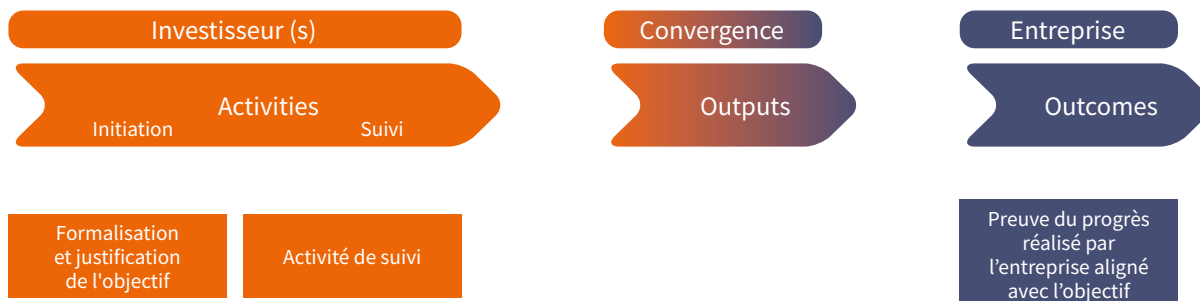 Investisseur (s)
Convergence
Entreprise
Activities
Initiation
Suivi
Outputs
Outcomes
Formalisation
et justification
de l'objectif
Activité de suivi
Preuve du progrès
réalisé par
l’entreprise aligné
avec l’objectif